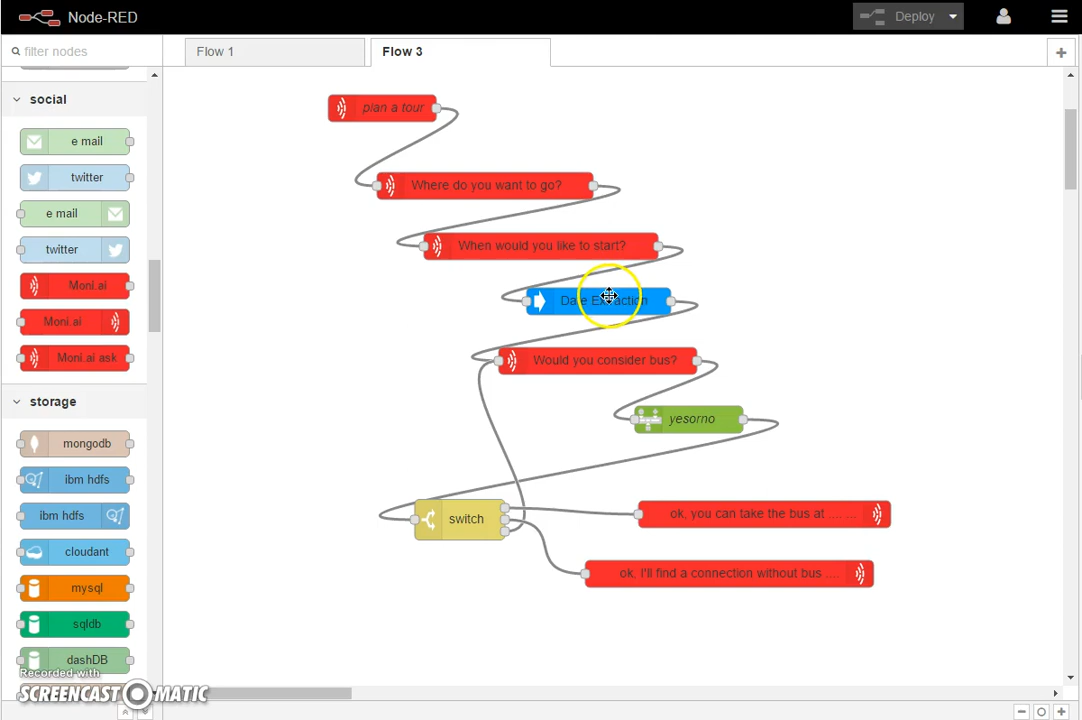 Node-RED
Deploy
filter nodes
Flow 1
Flow 3
social
e mail
twitter
e mail
twitter
Moni.ai
Moni.ai
Moni.ai ask
storage
mongodb
ibm hdfs
ibm hdfs
cloudant
mysql
sqldb
dashDB
plan a tour
Where do you want to go?
When would you like to start?
Date Extraction
Would you consider bus?
yesorno
switch
ok, you can take the bus at .... ...
ok, I'll find a connection without bus ....
Recorded with
SCREENCAST-O-MATIC